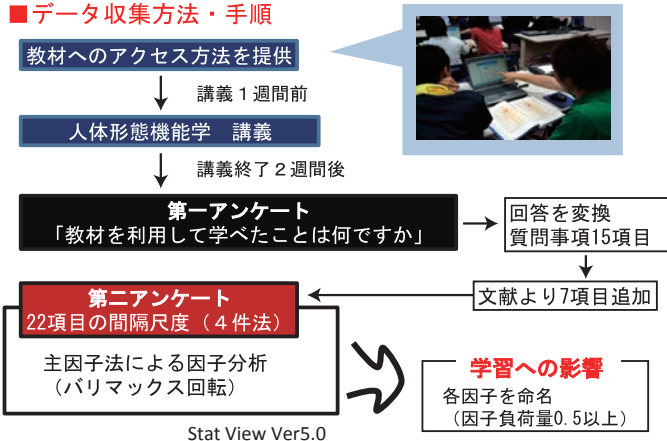 ■データ収集方法・手順
教材へのアクセス方法を提供
講義１週間前
人体形態機能学　講義
講義終了２週間後
第一アンケート
「教材を利用して学べたことは何ですか」
回答を変換
質問事項15項目
文献より7項目追加
第二アンケート
22項目の間隔尺度（４件法）
主因子法による因子分析
（バリマックス回転）
学習への影響
各因子を命名
（因子負荷量0.5以上）
Stat View Ver5.0